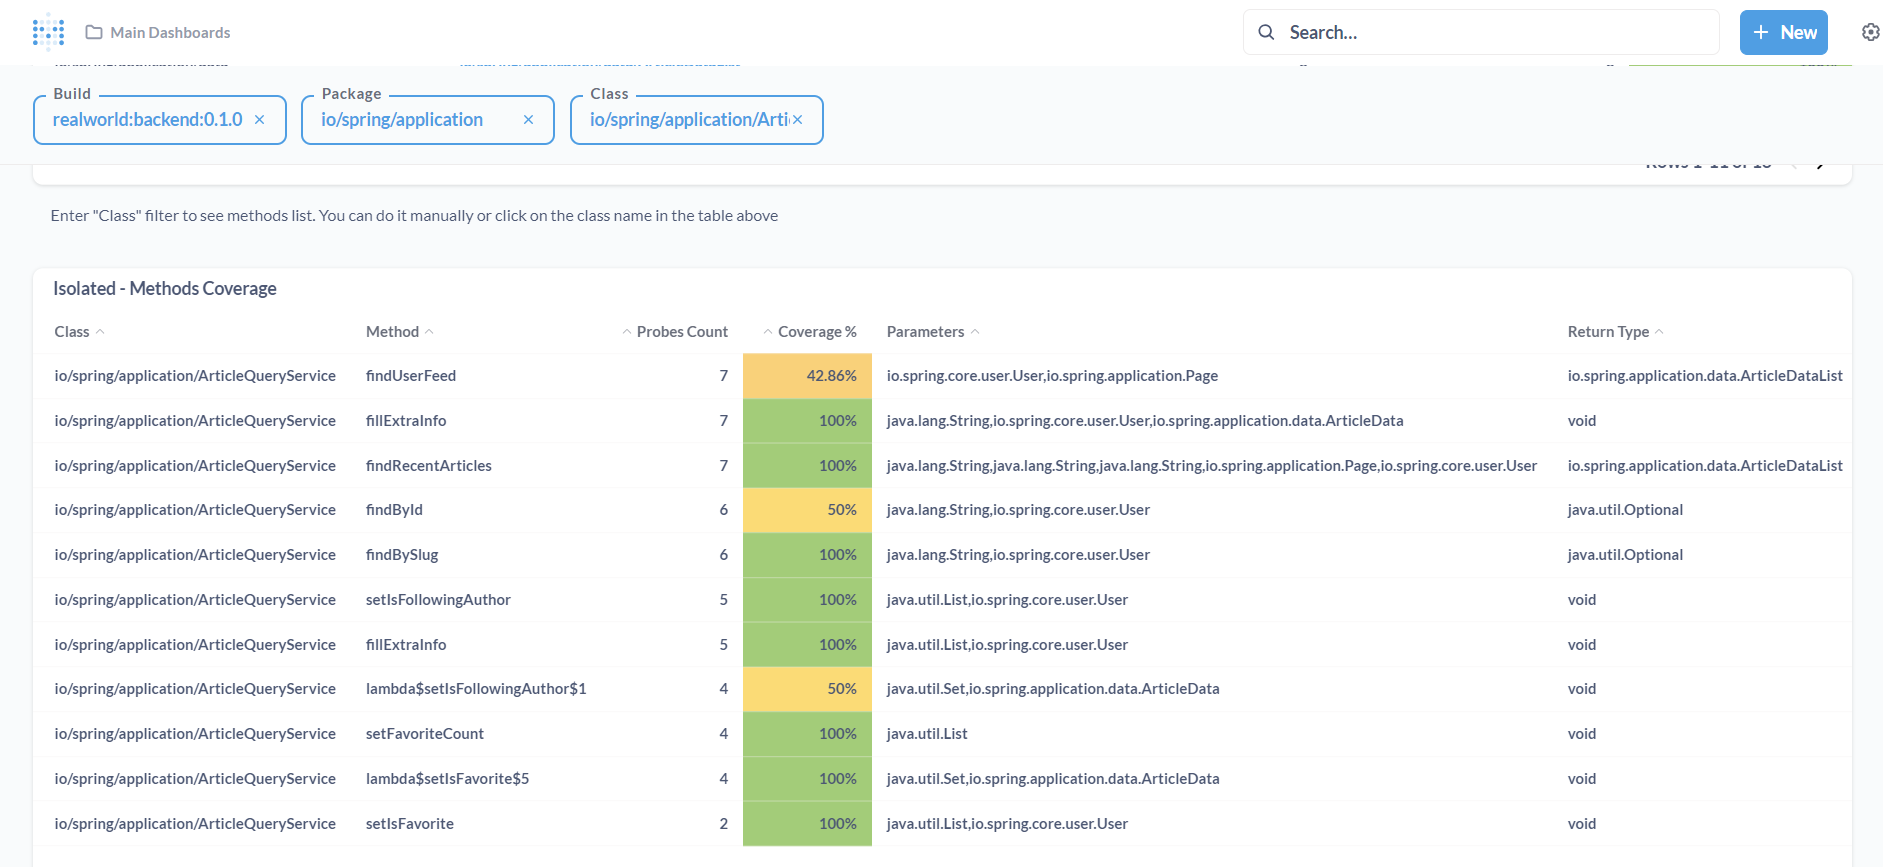 Main Dashboards
Search...
New
Build
Package
Class
realworld:backend:0.1.0
io/spring/application
io/spring/application/Arti
Enter "Class" filter to see methods list. You can do it manually or click on the class name in the table above
Isolated - Methods Coverage
Class Method Probes Count Coverage % Parameters Return Type
io/spring/application/ArticleQueryService findUserFeed 7 42.86% io.spring.core.user.User,io.spring.application.Page io.spring.application.data.ArticleDataList
io/spring/application/ArticleQueryService fillExtraInfo 7 100% java.lang.String,io.spring.core.user.User,io.spring.application.data.ArticleData void
io/spring/application/ArticleQueryService findRecentArticles 7 100% java.lang.String,java.lang.String,java.lang.String,io.spring.application.Page,io.spring.core.user.User io.spring.application.data.ArticleDataList
io/spring/application/ArticleQueryService findById 6 50% java.lang.String,io.spring.core.user.User java.util.Optional
io/spring/application/ArticleQueryService findBySlug 6 100% java.lang.String,io.spring.core.user.User java.util.Optional
io/spring/application/ArticleQueryService setIsFollowingAuthor 5 100% java.util.List,io.spring.core.user.User void
io/spring/application/ArticleQueryService fillExtraInfo 5 100% java.util.List,io.spring.core.user.User void
io/spring/application/ArticleQueryService lambda$setIsFollowingAuthor$1 4 50% java.util.Set,io.spring.application.data.ArticleData void
io/spring/application/ArticleQueryService setFavoriteCount 4 100% java.util.List void
io/spring/application/ArticleQueryService lambda$setIsFavorite$5 4 100% java.util.Set,io.spring.application.data.ArticleData void
io/spring/application/ArticleQueryService setIsFavorite 2 100% java.util.List,io.spring.core.user.User void